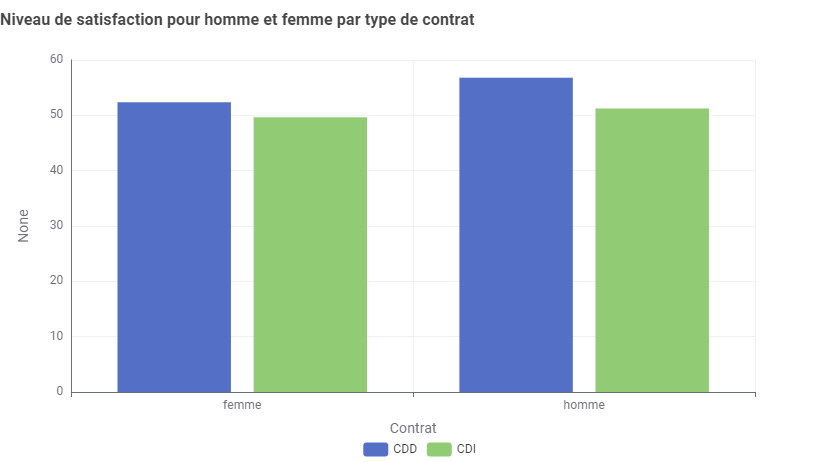 Niveau de satisfaction pour homme et femme par type de contrat
60
50
40
30
20
10
0
None
femme homme
Contrat
CDD CDI